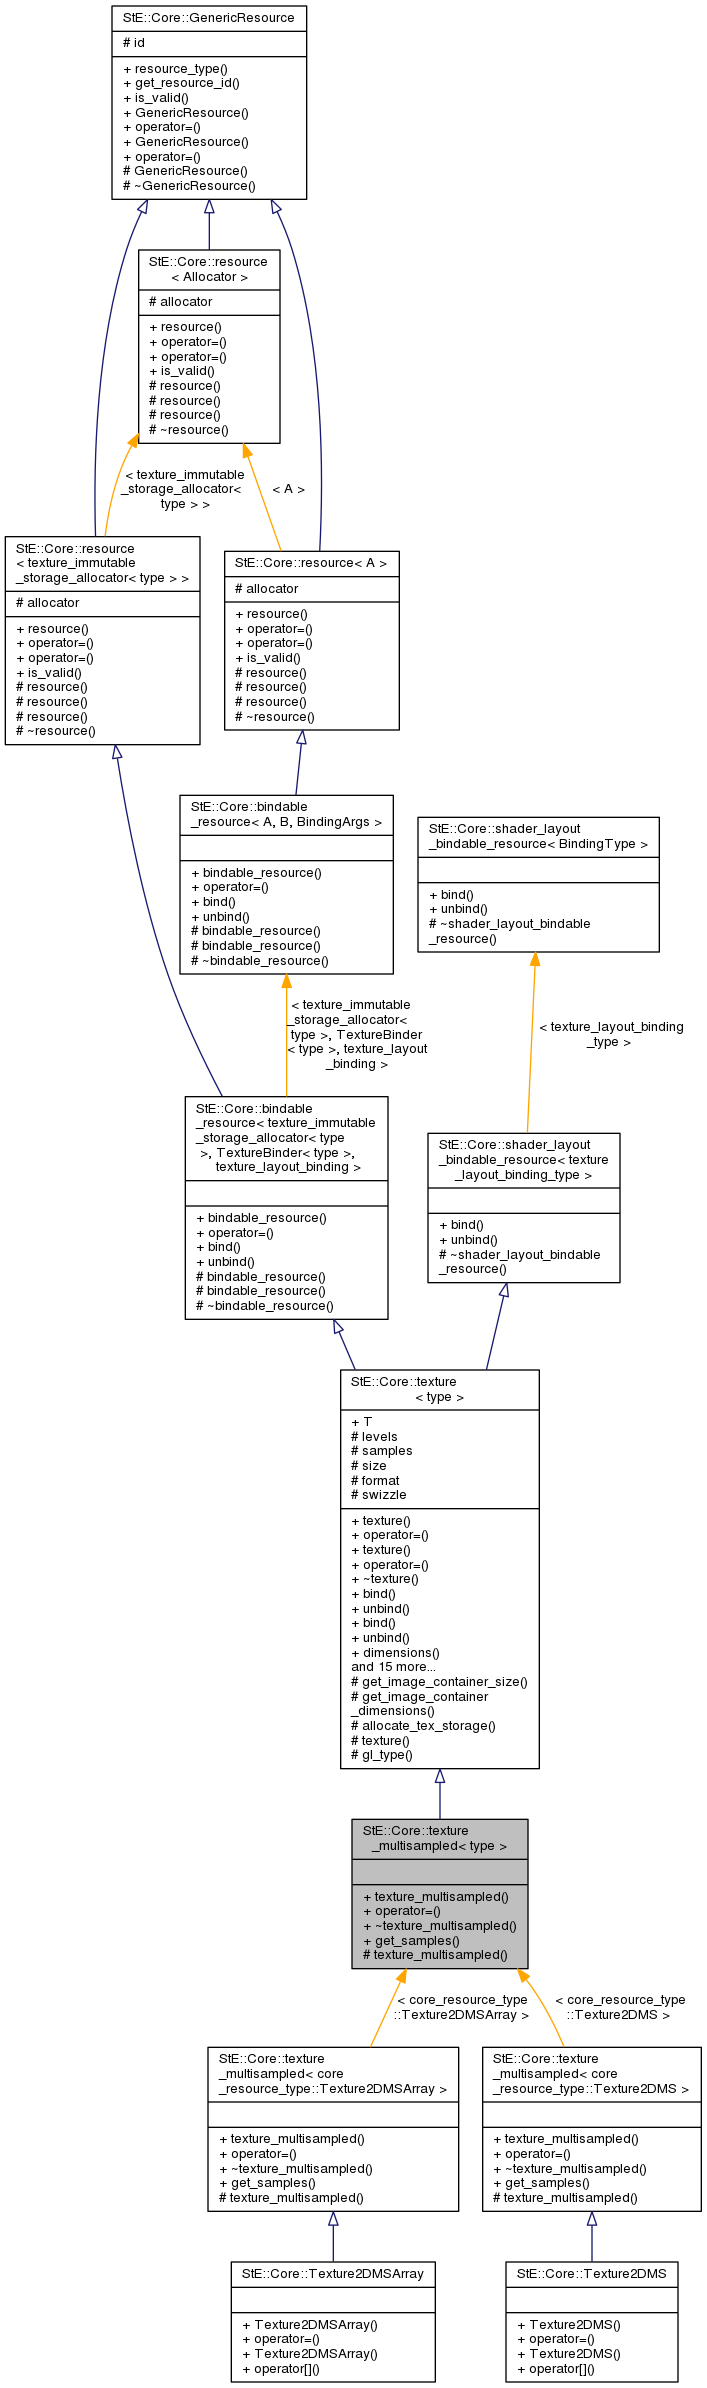 StE::Core::GenericResource
# id
+ resource_type()
+ get_resource_id()
+ is_valid()
+ GenericResource()
+ operator=()
+ GenericResource()
+ operator=()
# GenericResource()
# ~GenericResource()
StE::Core::resource
< Allocator >
# allocator
+ resource()
+ operator=()
+ operator=()
+ is_valid()
# resource()
# resource()
# resource()
# ~resource()
< texture_immutable
_storage_allocator<
type > >
< A >
StE::Core::resource
< texture_immutable
_storage_allocator< type > >
# allocator
+ resource()
+ operator=()
+ operator=()
+ is_valid()
# resource()
# resource()
# resource()
# ~resource()
StE::Core::resource< A >
# allocator
+ resource()
+ operator=()
+ operator=()
+ is_valid()
# resource()
# resource()
# resource()
# ~resource()
StE::Core::bindable
_resource< A, B, BindingArgs >
+ bindable_resource()
+ operator=()
+ bind()
+ unbind()
# bindable_resource()
# bindable_resource()
# ~bindable_resource()
StE::Core::shader_layout
_bindable_resource< BindingType >
+ bind()
+ unbind()
# ~shader_layout_bindable
_resource()
< texture_immutable
_storage_allocator<
type >, TextureBinder
< type >, texture_layout
_binding >
< texture_layout_binding
_type >
StE::Core::bindable
_resource< texture_immutable
_storage_allocator< type
>, TextureBinder< type >,
texture_layout_binding >
+ bindable_resource()
+ operator=()
+ bind()
+ unbind()
# bindable_resource()
# bindable_resource()
# ~bindable_resource()
StE::Core::shader_layout
_bindable_resource< texture
_layout_binding_type >
+ bind()
+ unbind()
# ~shader_layout_bindable
_resource()
StE::Core::texture
< type >
+ T
# levels
# samples
# size
# format
# swizzle
+ texture()
+ operator=()
+ texture()
+ operator=()
+ ~texture()
+ bind()
+ unbind()
+ bind()
+ unbind()
+ dimensions()
and 15 more...
# get_image_container_size()
# get_image_container
_dimensions()
# allocate_tex_storage()
# texture()
# gl_type()
StE::Core::texture
_multisampled< type >
+ texture_multisampled()
+ operator=()
+ ~texture_multisampled()
+ get_samples()
# texture_multisampled()
< core_resource_type
::Texture2DMSArray >
< core_resource_type
::Texture2DMS >
StE::Core::texture
_multisampled< core
_resource_type::Texture2DMSArray >
+ texture_multisampled()
+ operator=()
+ ~texture_multisampled()
+ get_samples()
# texture_multisampled()
StE::Core::texture
_multisampled< core
_resource_type::Texture2DMS >
+ texture_multisampled()
+ operator=()
+ ~texture_multisampled()
+ get_samples()
# texture_multisampled()
StE::Core::Texture2DMSArray
+ Texture2DMSArray()
+ operator=()
+ Texture2DMSArray()
+ operator[]()
StE::Core::Texture2DMS
+ Texture2DMS()
+ operator=()
+ Texture2DMS()
+ operator[]()